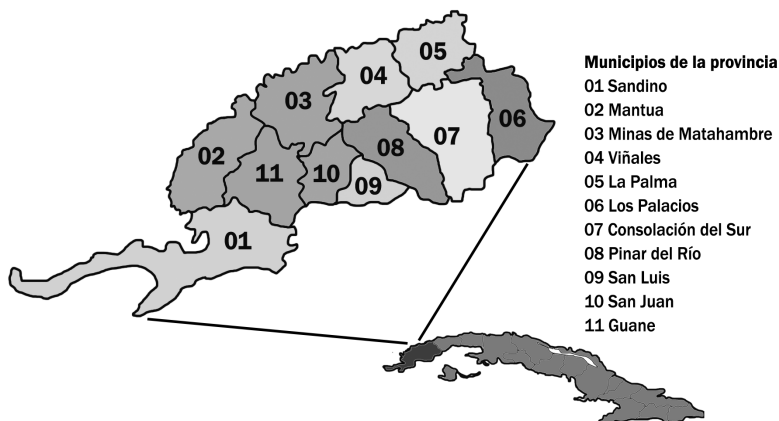 05
04
03
06
07
08
02
11
10
09
01
Municipios de la provincia
01 Sandino
02 Mantua
03 Minas de Matahambre
04 Viñales
05 La Palma
06 Los Palacios
07 Consolación del Sur
08 Pinar del Río
09 San Luis
10 San Juan
11 Guane